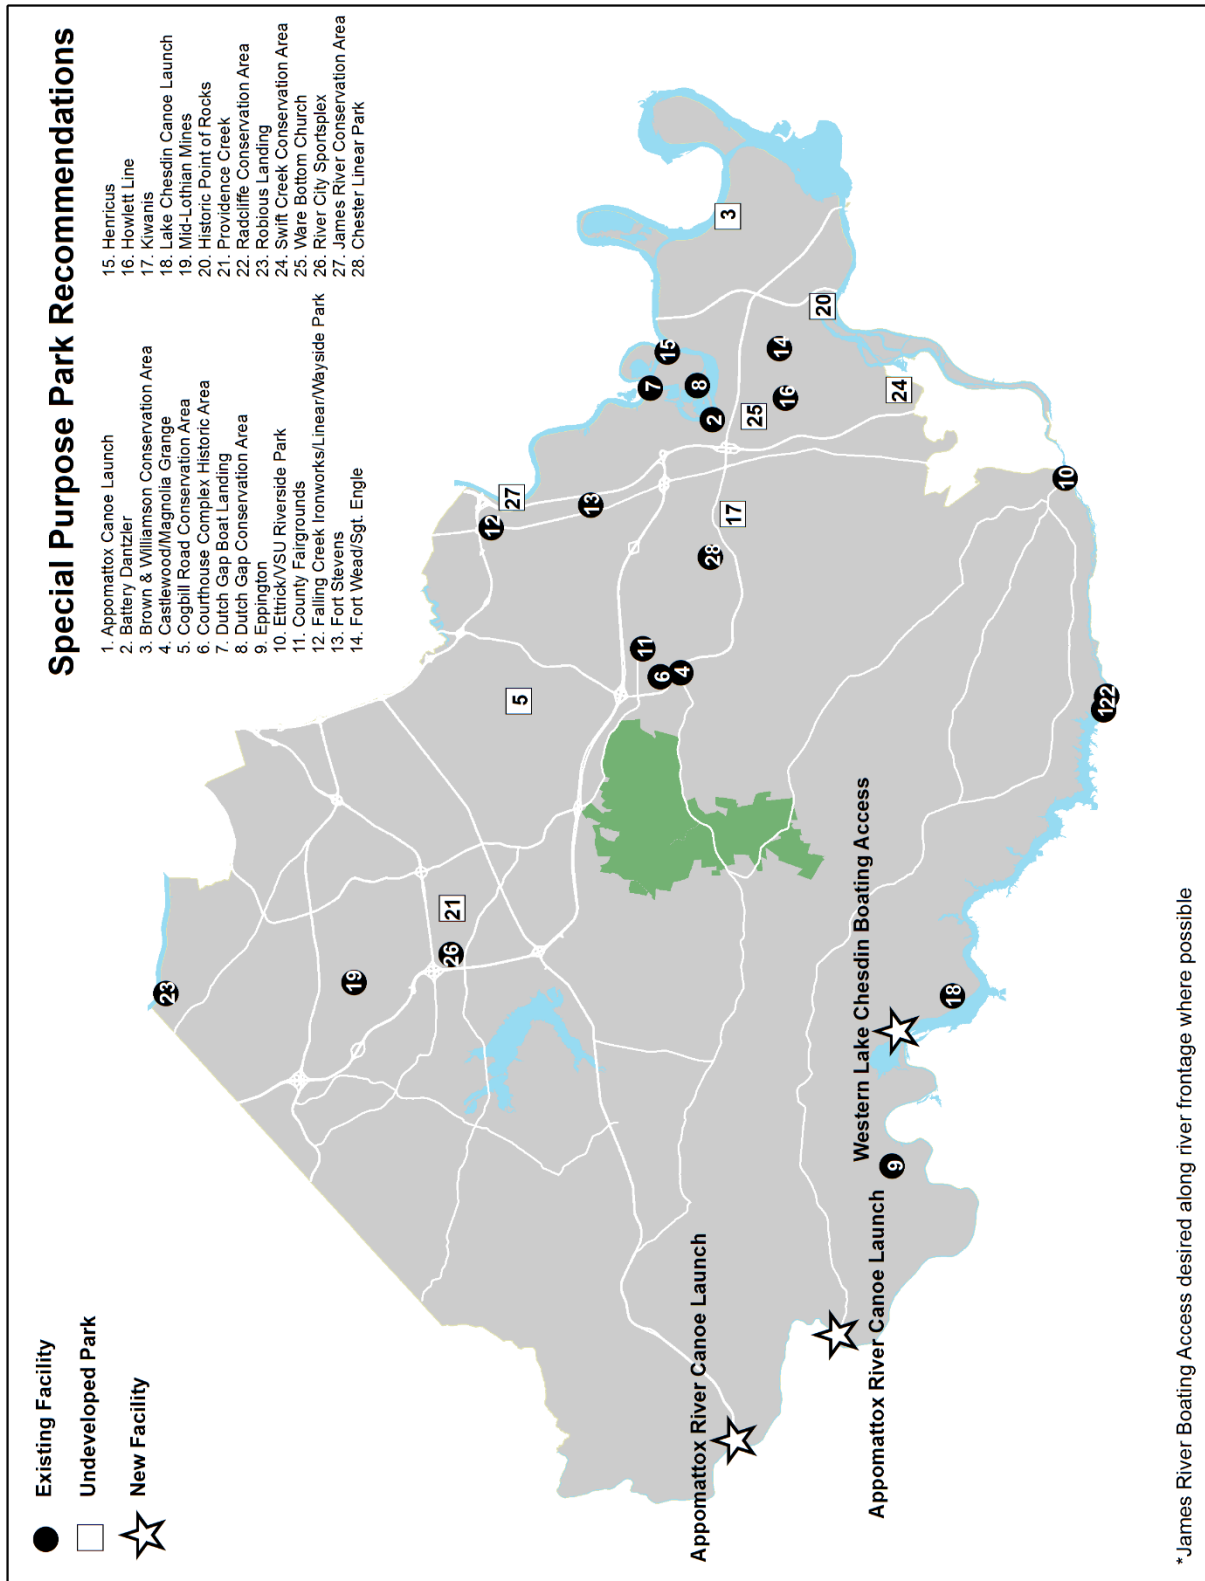 Special Purpose Park Recommendations
1. Appomattox Canoe Launch
2. Battery Dantzler
3. Brown & Williamson Conservation Area
4. Castlewood/Magnolia Grange
5. Cogbill Road Conservation Area
6. Courthouse Complex Historic Area
7. Dutch Gap Boat Landing
8. Dutch Gap Conservation Area
9. Eppington
10. Ettrick/VSU Riverside Park
11. County Fairgrounds
12. Falling Creek Ironworks/Linear/Wayside Park
13. Fort Stevens
14. Fort Wead/Sgt. Engle
15. Henricus
16. Howlett Line
17. Kiwanis
18. Lake Chesdin Canoe Launch
19. Mid-Lothian Mines
20. Historic Point of Rocks
21. Providence Creek
22. Radcliffe Conservation Area
23. Robious Landing
24. Swift Creek Conservation Area
25. Ware Bottom Church
26. River City Sportsplex
27. James River Conservation Area
28. Chester Linear Park
Existing Facility
Undeveloped Park
New Facility
23
19
26
21
5
12
27
13
11
6
4
28
17
7
15
8
2
25
16
14
3
20
24
10
122
18
9
Western Lake Chesdin Boating Access
Appomattox River Canoe Launch
Appomattox River Canoe Launch
*James River Boating Access desired along river frontage where possible